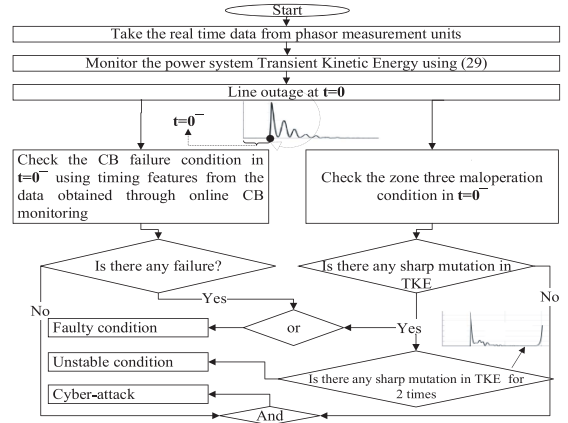 Start
Take the real time data from phasor measurement units
Monitor the power system Transient Kinetic Energy using (29)
Line outage at t=0
t=0¯
Check the CB failure condition in
t=0¯ using timing features from the
data obtained through online CB
monitoring
Check the zone three maloperation
condition in t=0¯
Is there any failure?
Is there any sharp mutation in
TKE
No
Yes
No
Faulty condition
or
Yes
Unstable condition
Is there any sharp mutation in TKE for
2 times
Cyber-attack
And